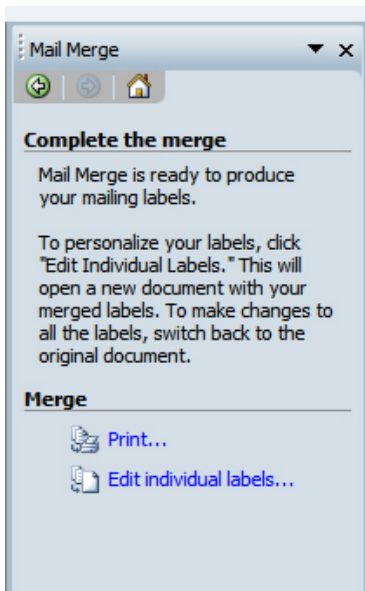 Mail Merge
Complete the merge
Mail Merge is ready to produce
your mailing labels.
To personalize your labels, click
"Edit Individual Labels." This will
open a new document with your
merged labels. To make changes to
all the labels, switch back to the
original document.
Merge
Print...
Edit individual labels...